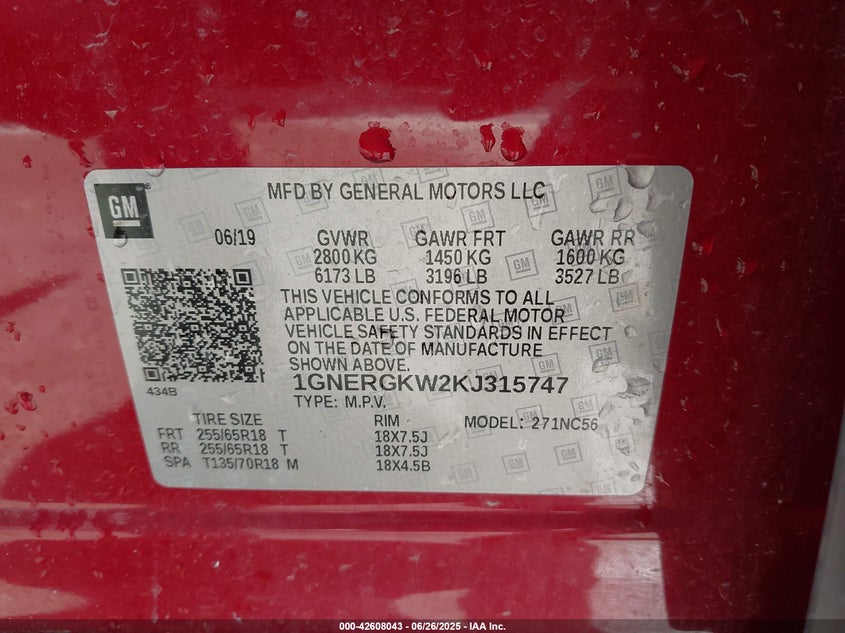 GM
MFD BY GENERAL MOTORS LLC
06/19 GVWR GAWR FRT GAWR RR
2800 KG 1450 KG 1600 KG
6173 LB 3196 LB 3527 LB
THIS VEHICLE CONFORMS TO ALL
APPLICABLE U.S. FEDERAL MOTOR
VEHICLE SAFETY STANDARDS IN EFFECT
ON THE DATE OF MANUFACTURE
SHOWN ABOVE.
434B
1GNERGKW2KJ315747
TYPE: M.P.V.
TIRE SIZE RIM MODEL: 271NC56
FRT 255/65R18 T 18X7.5J
RR 255/65R18 T 18X7.5J
SPA T135/70R18 M 18X4.5B
000-42608043 - 06/26/2025 - IAA Inc.